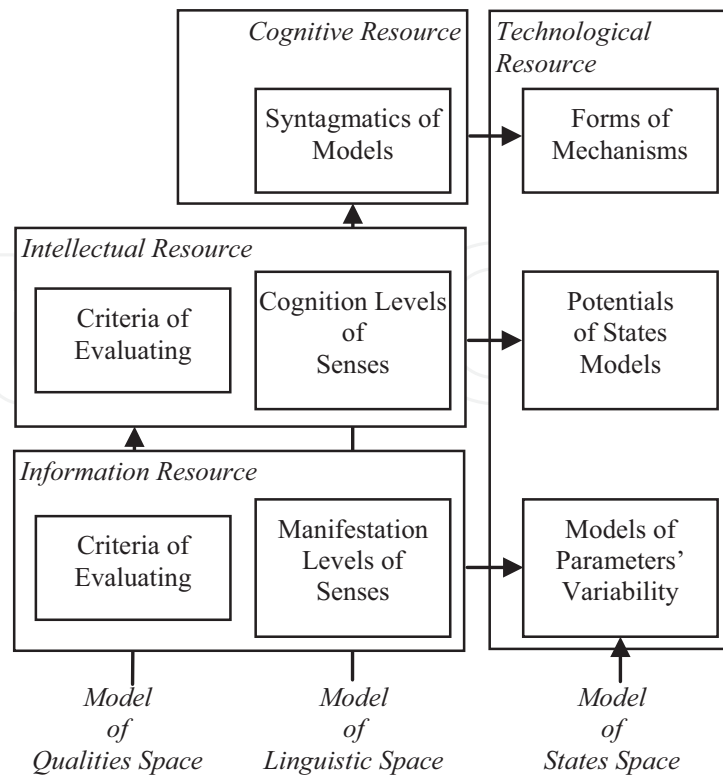 Cognitive Resource
Technological
Resource
Syntagmatics of
Models
Forms of
Mechanisms
Intellectual Resource
Criteria of
Evaluating
Cognition Levels
of
Senses
Potentials
of States
Models
Information Resource
Criteria of
Evaluating
Manifestation
Levels of
Senses
Models of
Parameters’
Variability
Model
of
Qualities Space
Model
of
Linguistic Space
Model
of
States Space